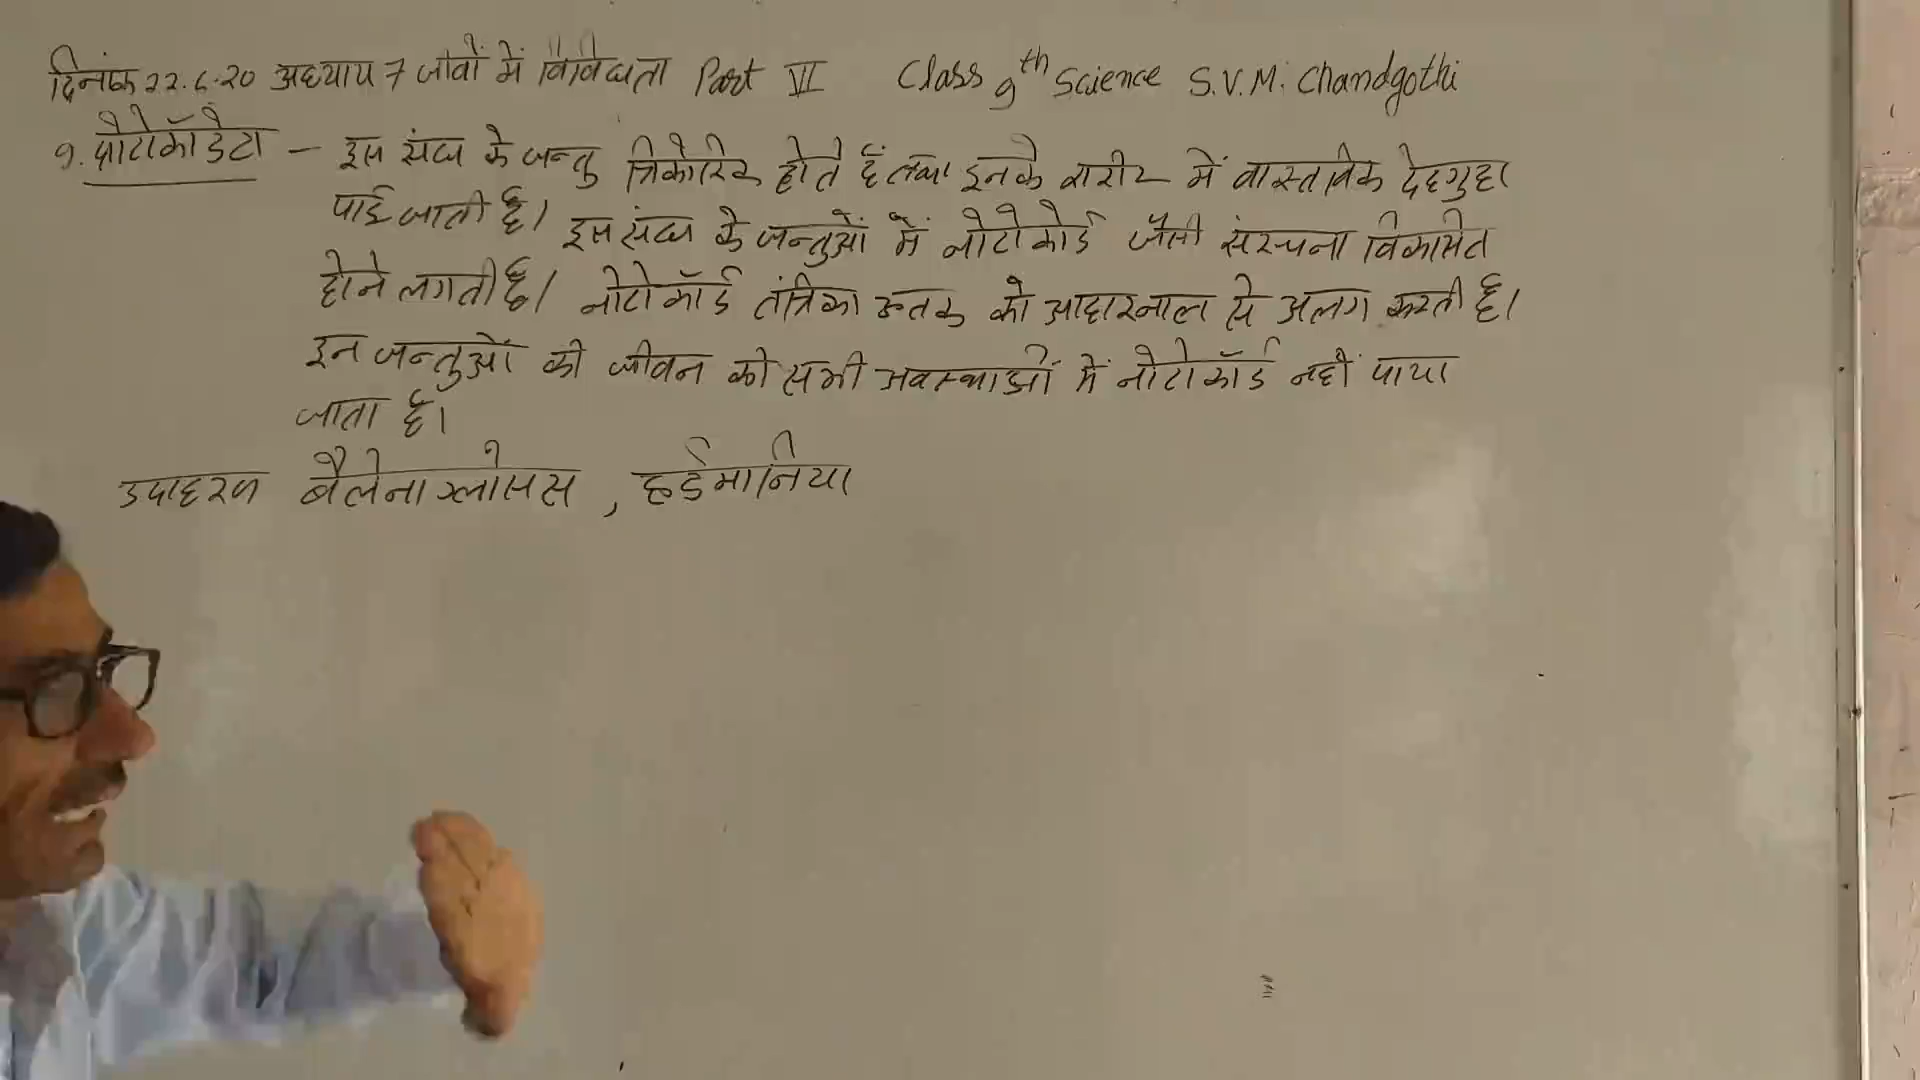 दिनांक 22.6.20 अध्याय 7 जीवों में विविधता Part VI Class 9th Science S.V.M. Chandgothi
9. प्रोटोकॉर्डेटा – इस संघ के जन्तु त्रिकोरिक होते हैं तथा इनके शरीर में वास्तविक देहगुहा
पाई जाती है। इस संघ के जन्तुओं में नोटोकोर्ड जैसी संरचना विकसित
होने लगती है। नोटोकॉर्ड तंत्रिका ऊतक को आहारनाल से अलग करती है।
इन जन्तुओं की जीवन की सभी अवस्थाओं में नोटोकॉर्ड नहीं पाया
जाता है।
उदाहरण बैलेनाग्लोसस, हर्डमानिया